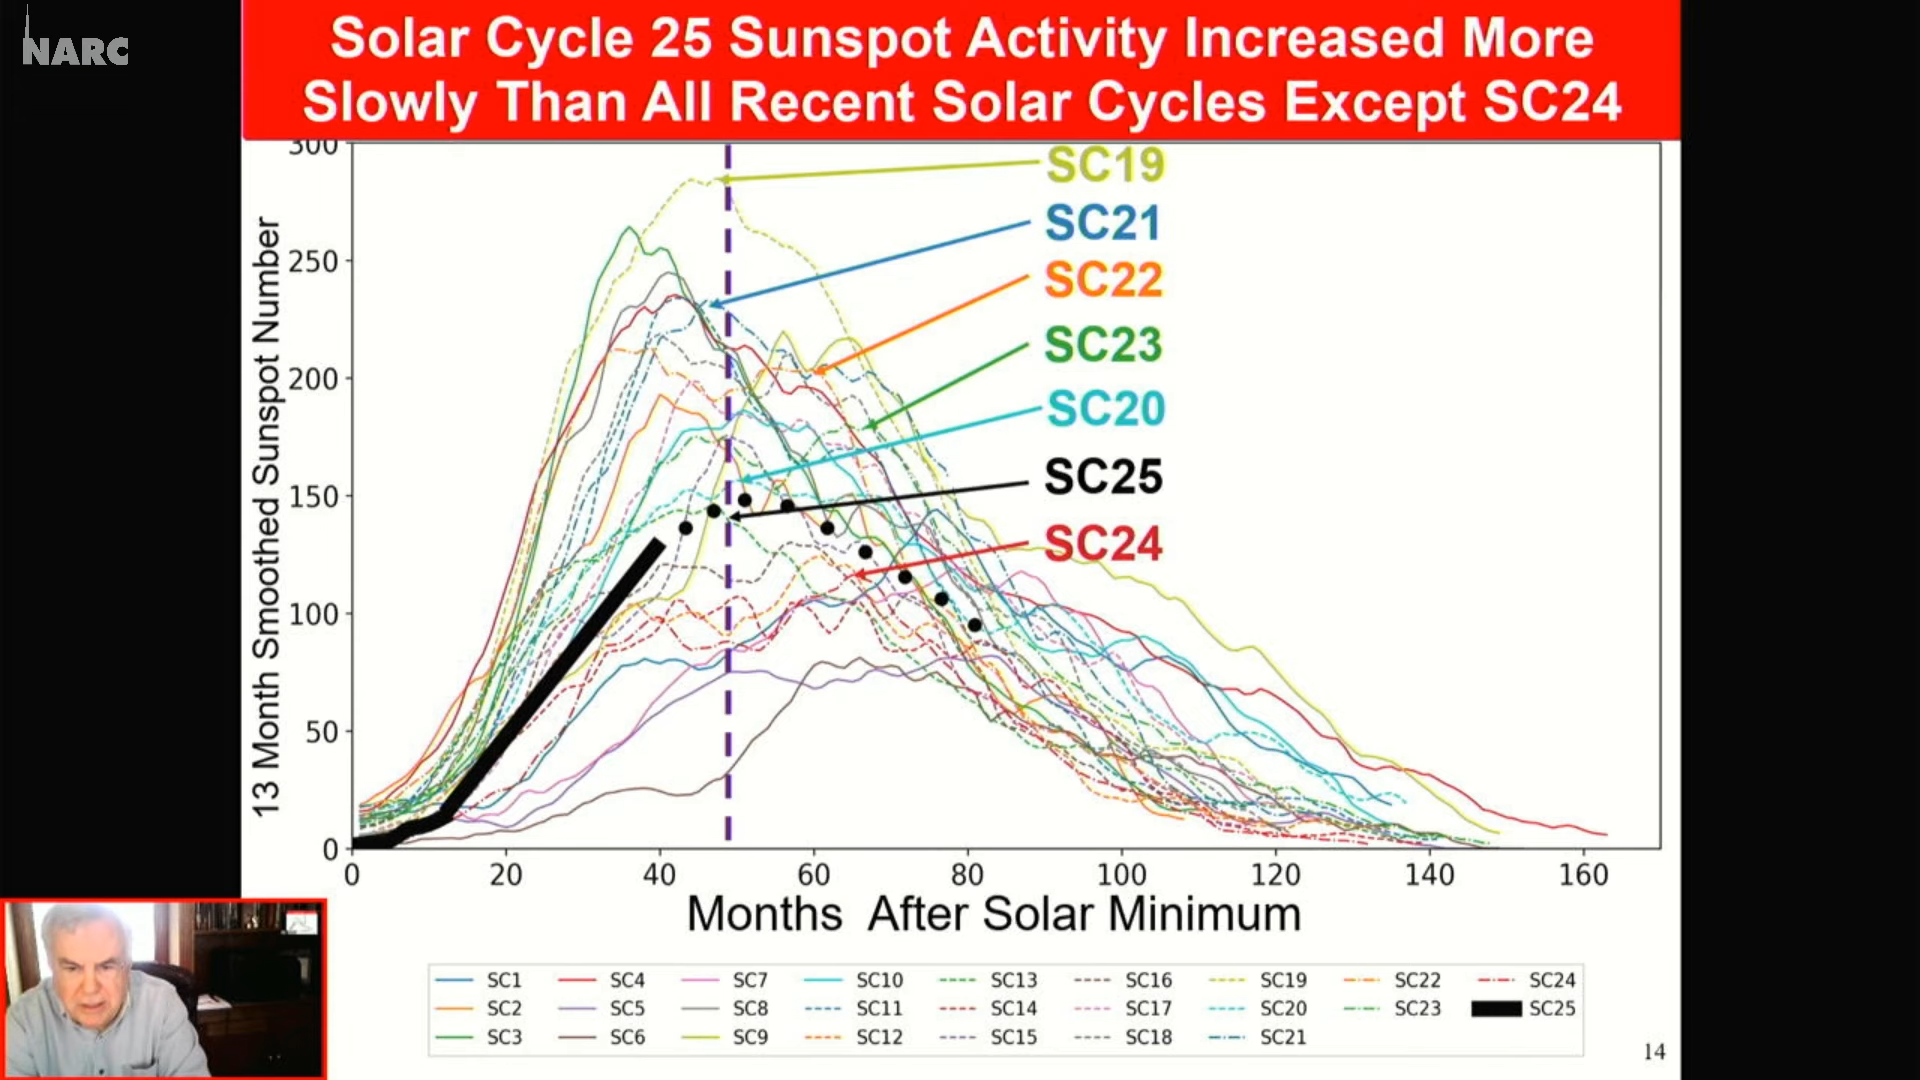 NARC
Solar Cycle 25 Sunspot Activity Increased More
Slowly Than All Recent Solar Cycles Except SC24
300
250
200
150
100
50
0
13 Month Smoothed Sunspot Number
SC19
SC21
SC22
SC23
SC20
SC25
SC24
0 20 40 60 80 100 120 140 160
Months After Solar Minimum
SC1 SC4 SC7 SC10 SC13 SC16 SC19 SC22 SC24
SC2 SC5 SC8 SC11 SC14 SC17 SC20 SC23 SC25
SC3 SC6 SC9 SC12 SC15 SC18 SC21
14